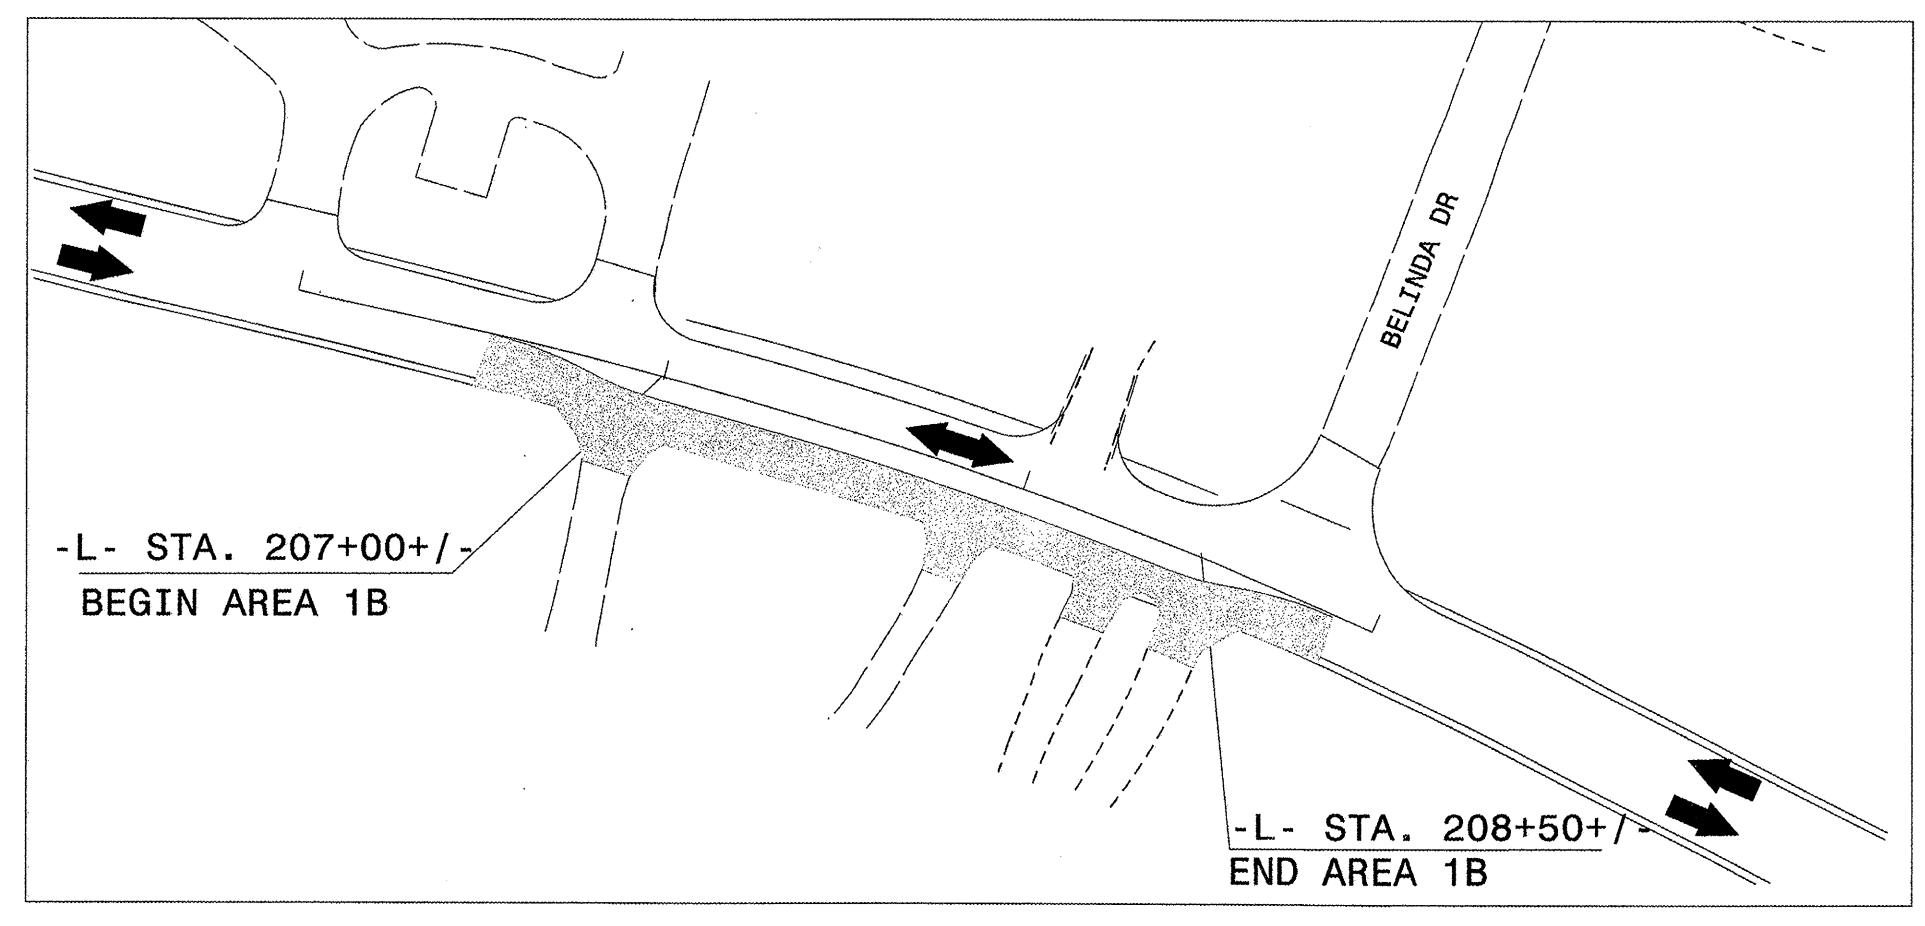 BELINDA DR
-L- STA. 207+00+/-
BEGIN AREA 1B
-L- STA. 208+50+/-
END AREA 1B